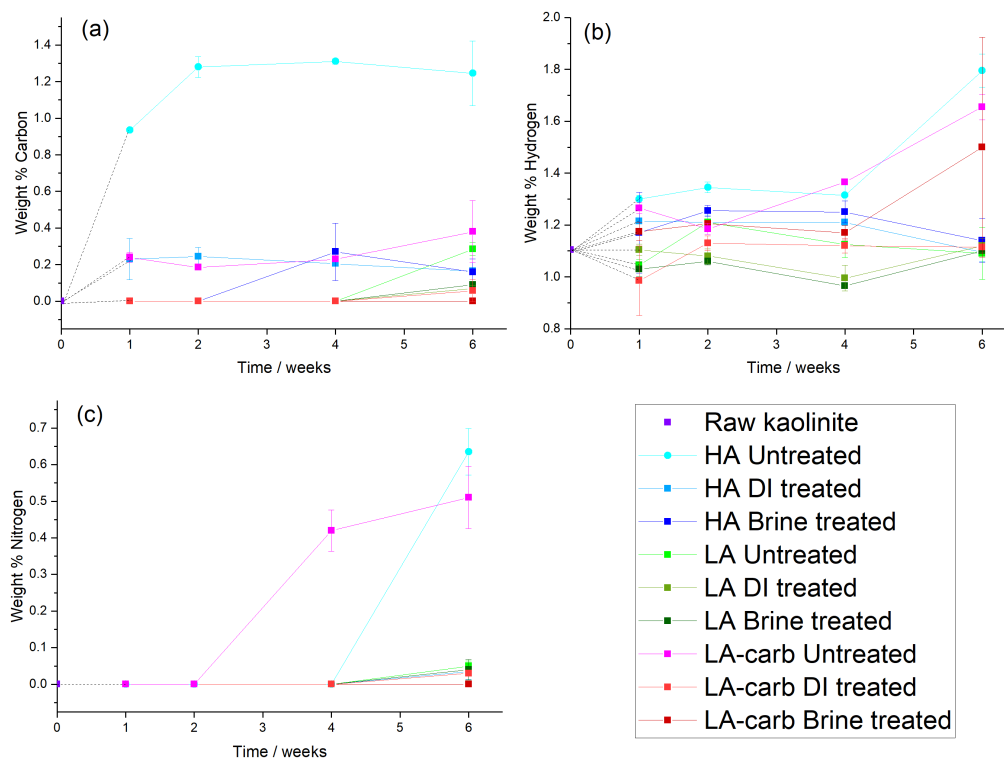 (a)
1.4
1.2
1.0
0.8
0.6
0.4
0.2
0.0
Weight % Carbon
0 1 2 3 4 5 6
Time / weeks
(b)
2.0
1.8
1.6
1.4
1.2
1.0
0.8
Weight % Hydrogen
0 1 2 3 4 5 6
Time / weeks
(c)
0.7
0.6
0.5
0.4
0.3
0.2
0.1
0.0
Weight % Nitrogen
0 1 2 3 4 5 6
Time / weeks
Raw kaolinite
HA Untreated
HA DI treated
HA Brine treated
LA Untreated
LA DI treated
LA Brine treated
LA-carb Untreated
LA-carb DI treated
LA-carb Brine treated